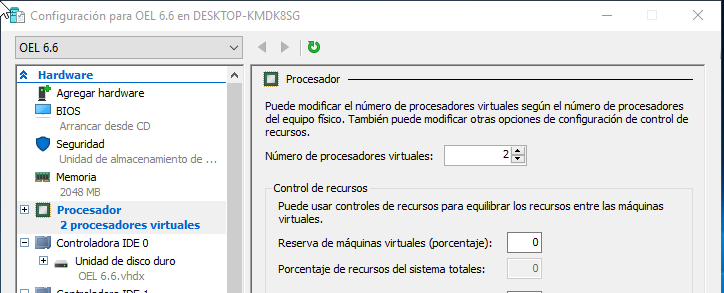 Configuración para OEL 6.6 en DESKTOP-KMDK8SG
OEL 6.6
Hardware
Agregar hardware
BIOS
Arrancar desde CD
Seguridad
Unidad de almacenamiento de ...
Memoria
2048 MB
Procesador
2 procesadores virtuales
Controladora IDE 0
Unidad de disco duro
OEL 6.6.vhdx
Controladora IDE 1
Procesador
Puede modificar el número de procesadores virtuales según el número de procesadores
del equipo físico. También puede modificar otras opciones de configuración de control de
recursos.
Número de procesadores virtuales: 2
Control de recursos
Puede usar controles de recursos para equilibrar los recursos entre las máquinas
virtuales.
Reserva de máquinas virtuales (porcentaje): 0
Porcentaje de recursos del sistema totales: 0